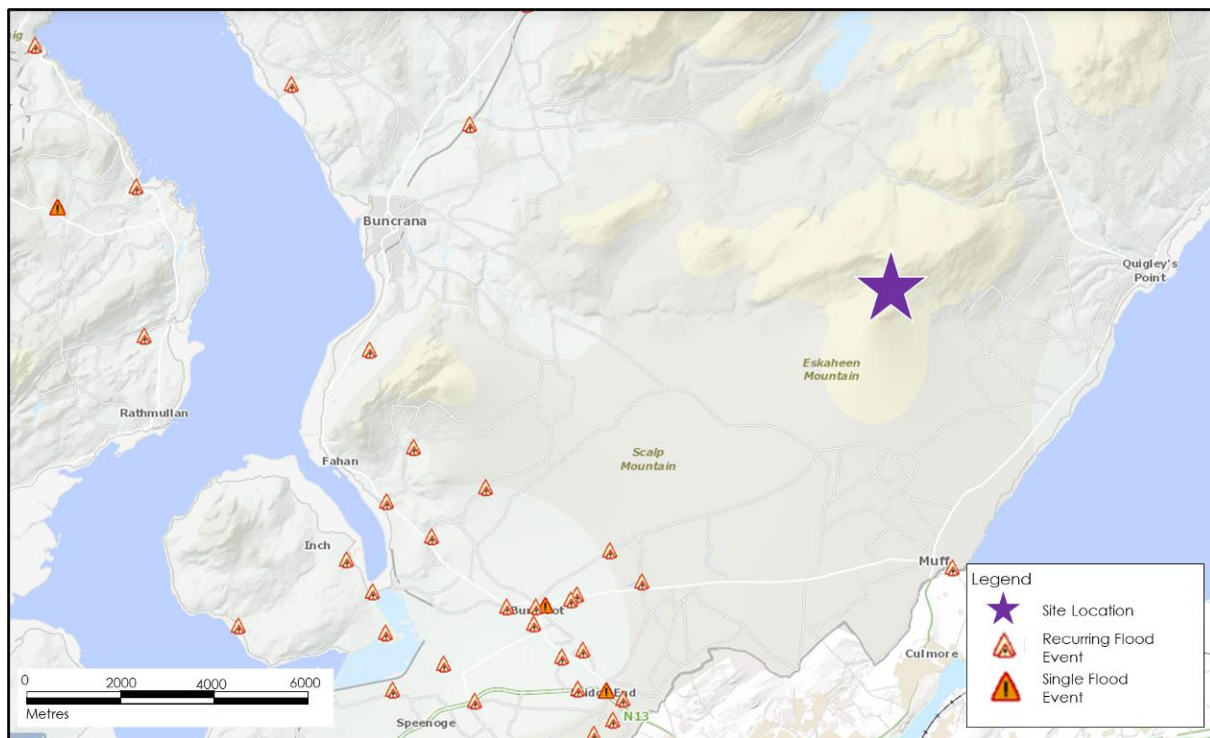 Buncrana
Quigley's
Point
Eskaheen
Mountain
Rathmullan
Scalp
Mountain
Fahan
Inch
Muff
Culmore
N13
Speenoge
0 2000 4000 6000
Metres
Legend
Site Location
Recurring Flood
Event
Single Flood
Event